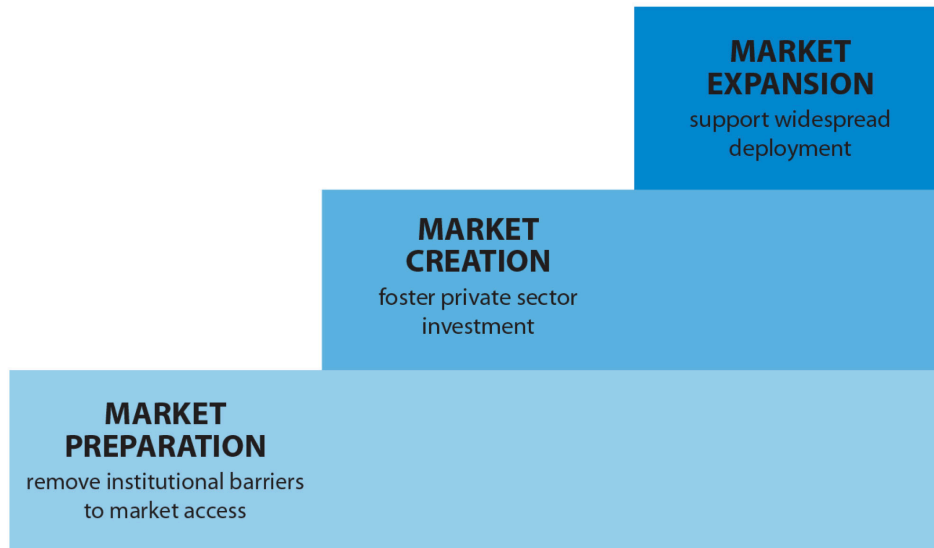 MARKET
EXPANSION
support widespread
deployment
MARKET
CREATION
foster private sector
investment
MARKET
PREPARATION
remove institutional barriers
to market access